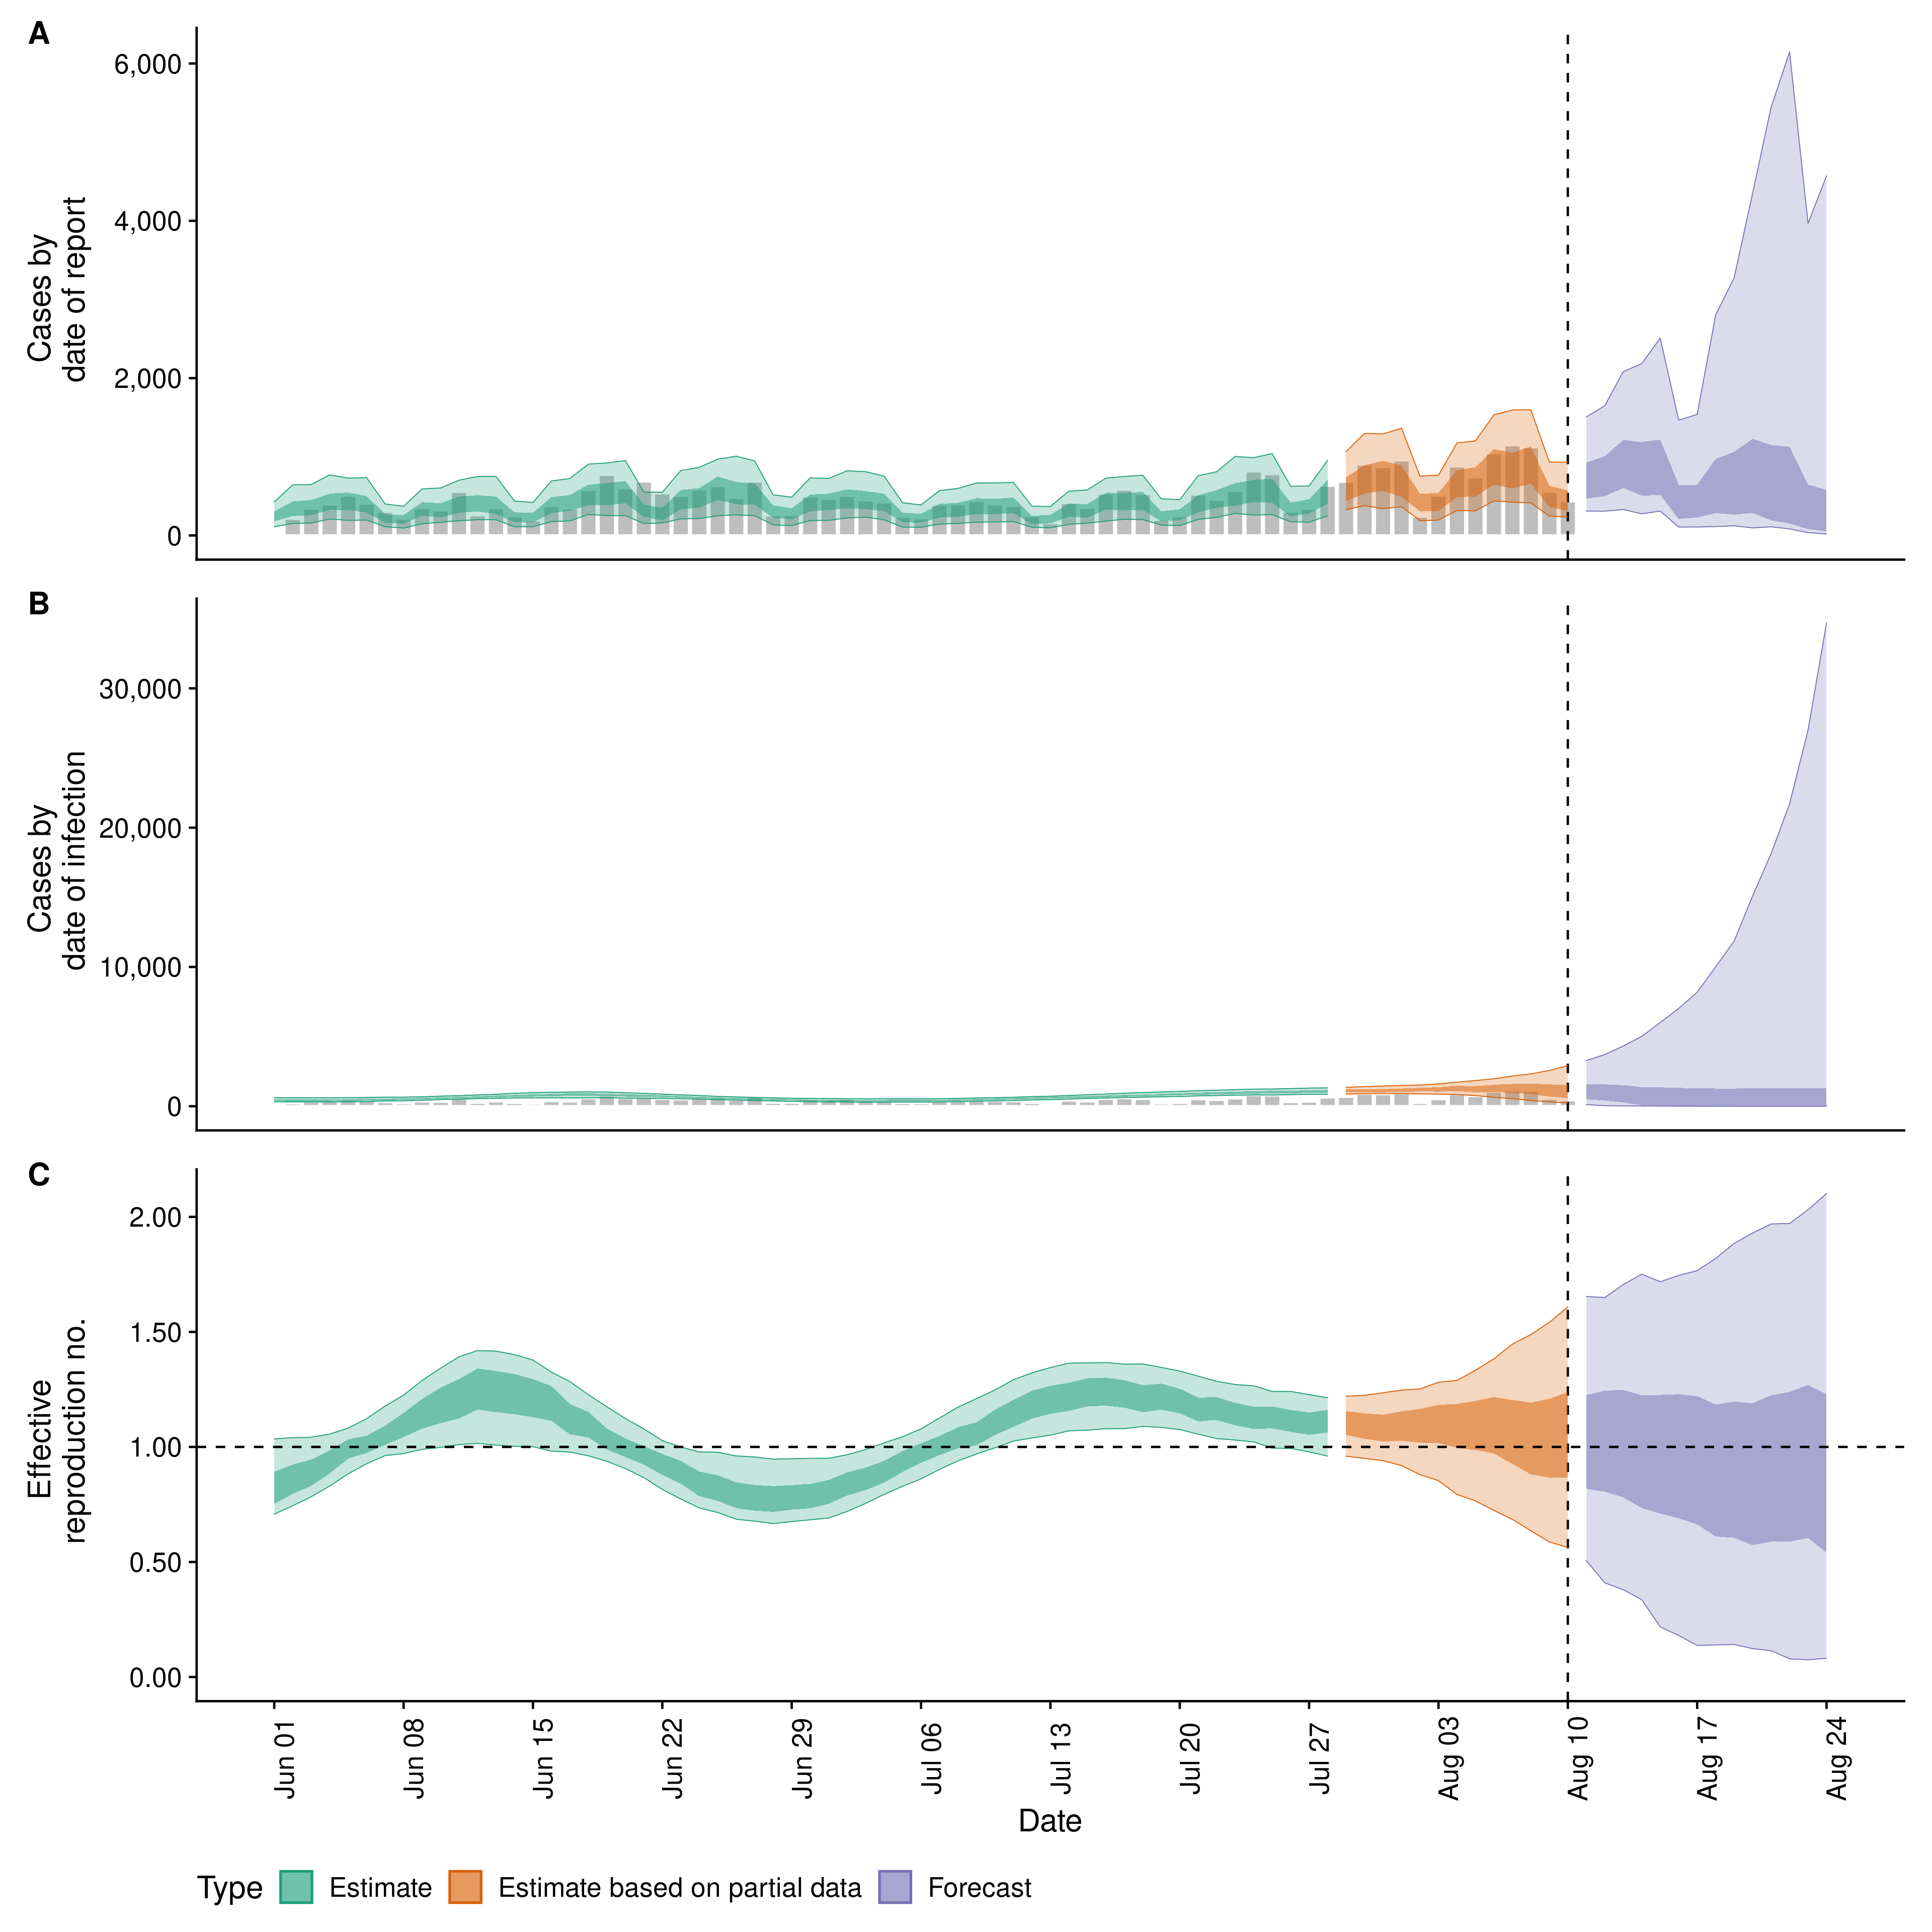 A
6,000
4,000
2,000
0
Cases by
date of report
B
30,000
20,000
10,000
0
Cases by
date of infection
C
2.00
1.50
1.00
0.50
0.00
Effective
reproduction no.
Jun 01
Jun 08
Jun 15
Jun 22
Jun 29
Jul 06
Jul 13
Jul 20
Jul 27
Aug 03
Aug 10
Aug 17
Aug 24
Date
Type Estimate Estimate based on partial data Forecast